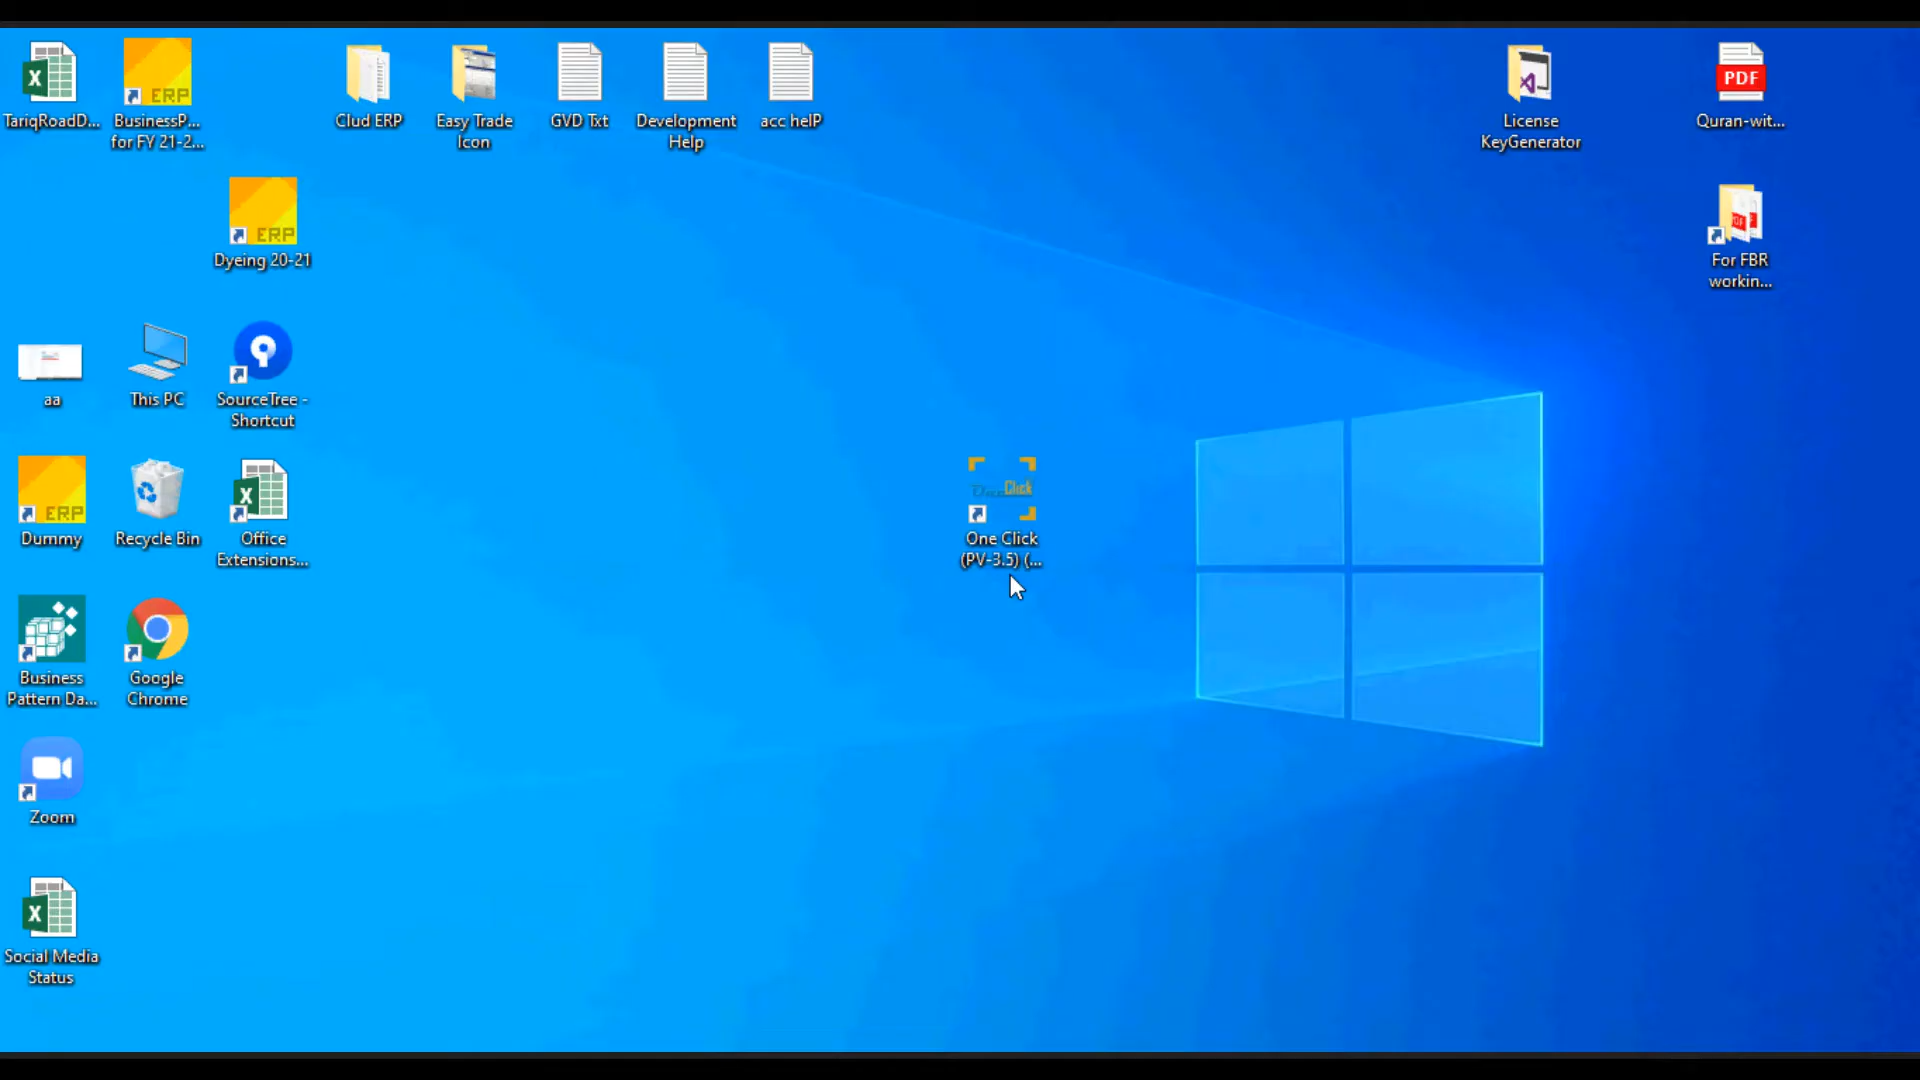 TariqRoadD...
ERP
BusinessP...
for FY 21-2...
Clud ERP
Easy Trade
Icon
GVD Txt
Development
Help
acc helP
License
KeyGenerator
PDF
Quran-wit...
ERP
Dyeing 20-21
For FBR
workin...
aa
This PC
SourceTree -
Shortcut
ERP
Dummy
Recycle Bin
Office
Extensions...
One Click
One Click
(PV-3.5) (...
Business
Pattern Da...
Google
Chrome
Zoom
Social Media
Status